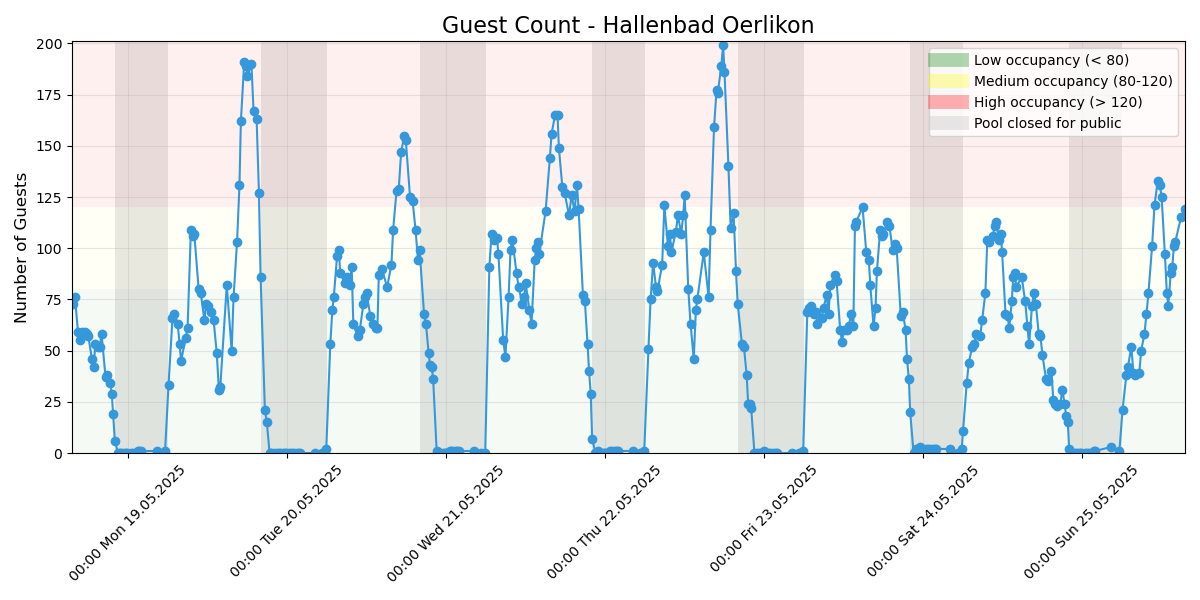 Guest Count - Hallenbad Oerlikon
Number of Guests
200
175
150
125
100
75
50
25
0
Low occupancy (< 80)
Medium occupancy (80-120)
High occupancy (> 120)
Pool closed for public
00:00 Mon 19.05.2025
00:00 Tue 20.05.2025
00:00 Wed 21.05.2025
00:00 Thu 22.05.2025
00:00 Fri 23.05.2025
00:00 Sat 24.05.2025
00:00 Sun 25.05.2025